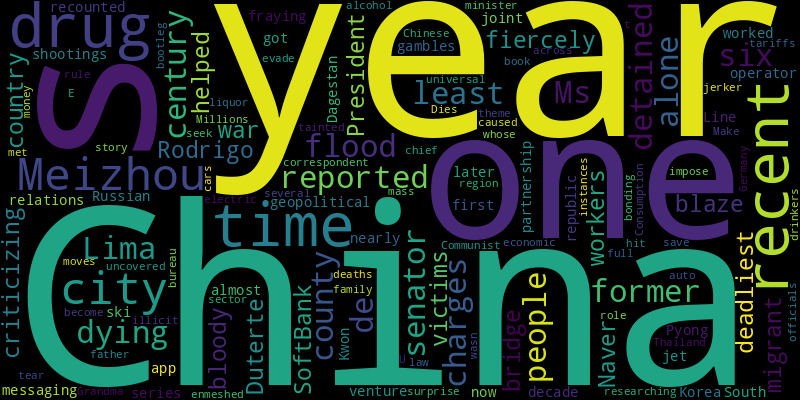 recounted
fraying
alcohol
minister
joint
tariffs
drug
bootleg
century
helped
got
evade
President
Chinese
gambles
fiercely
detained
alone
worked
across
book
shootings
country
year
least
Ms
six
operator
money
rule
E
s
liquor
Millions
seek
war
Dagestan
universal
Dies
theme
caused
whose
Line
Make
jerker
recent
story
met
Rodrigo
tainted
flood
chief
later
region
first
one
partnership
republic
instances
workers
bonding
Consumption
impose
Germany
blaze
drinkers
Meizhou
cars
reported
correspondent
mass
relations
Russian
electric
several
geopolitical
time
nearly
Communist
economic
hit
save
auto
criticizing
Lima
moves
uncovered
bureau
city
China
county
de
deaths
family
senator
victims
charges
people
former
deadliest
migrant
officials
become
illicit
almost
sector
ski
dying
father
app
bloody
Duterte
SoftBank
Kwon
U
law
wasn
bridge
Naver
full
role
Pyong
Thailand
jet
messaging
Grandma
tear
series
enmeshed
venture
surprise
now
decade
researching
Korea
South